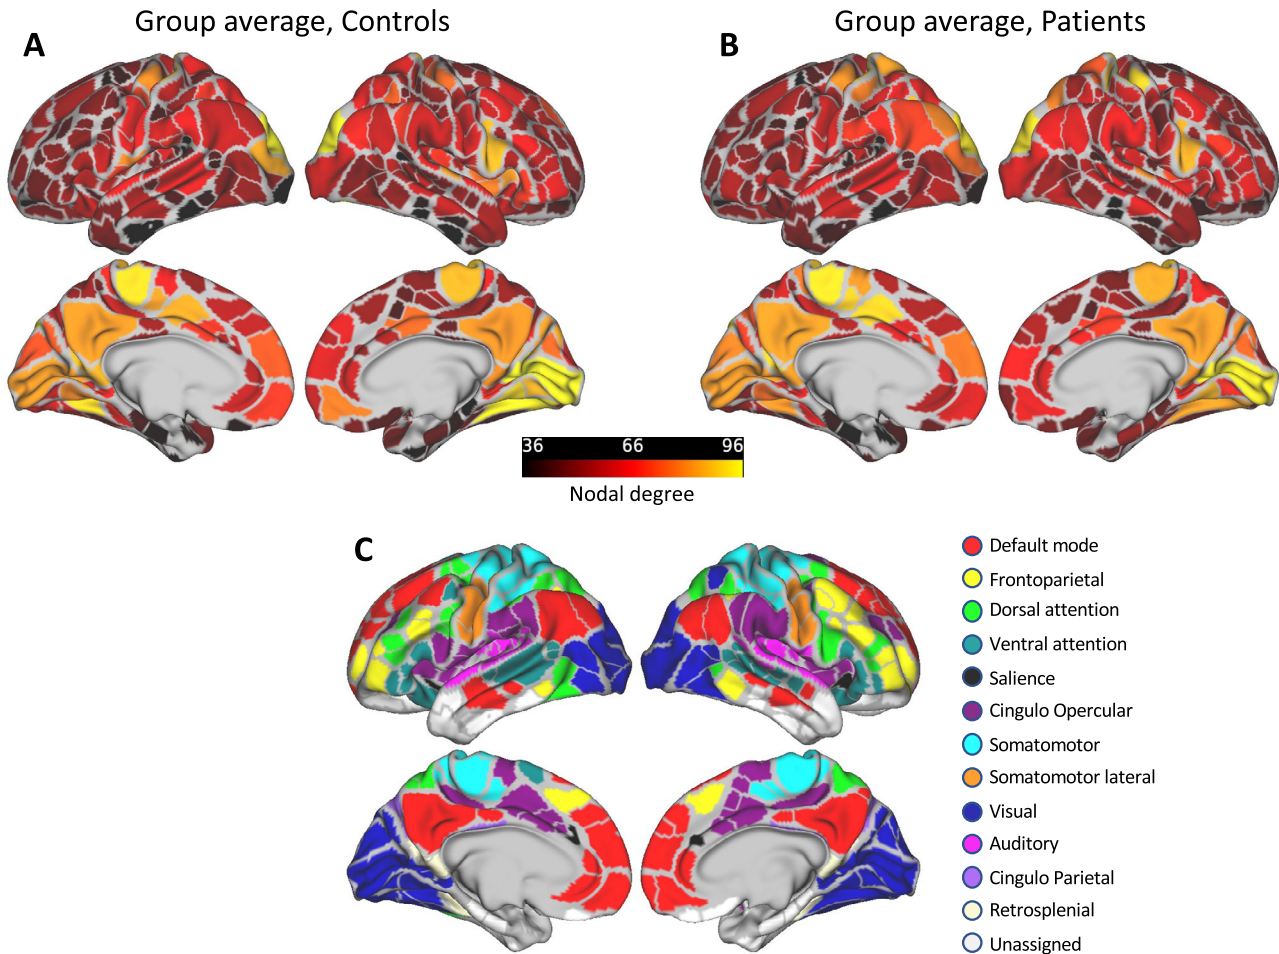 Group average, Controls
Group average, Patients
A
B
36 66 96
Nodal degree
C
Default mode
Frontoparietal
Dorsal attention
Ventral attention
Salience
Cingulo Opercular
Somatomotor
Somatomotor lateral
Visual
Auditory
Cingulo Parietal
Retrosplenial
Unassigned